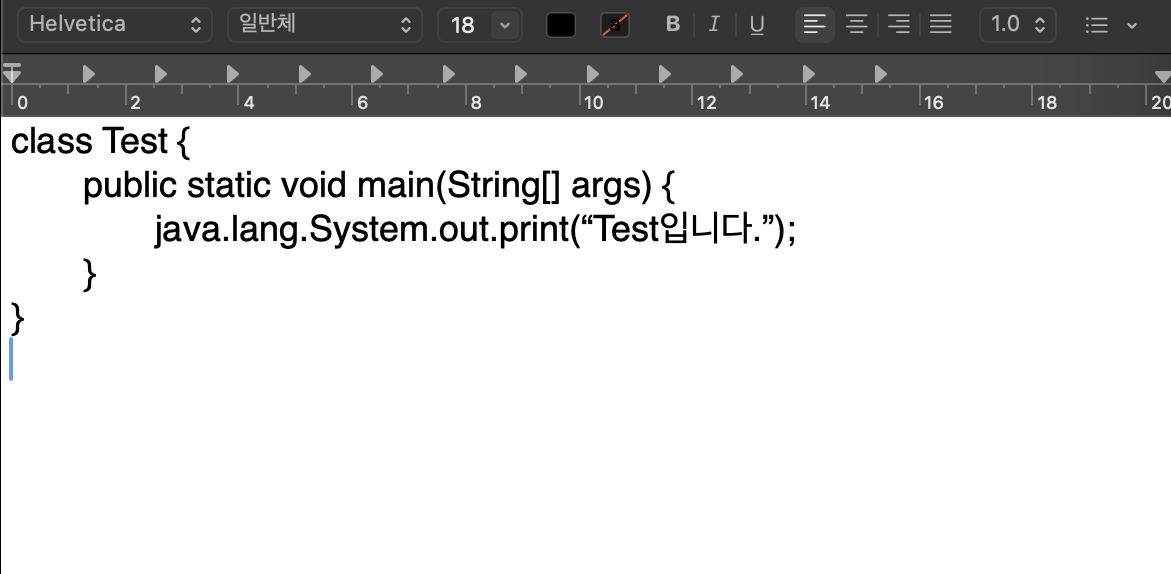 Helvetica 일반체 18 a B I U 1.0
0 2 4 6 8 10 12 14 16 18 20
class Test {
public static void main(String[] args) {
java.lang.System.out.print(“Test입니다.”);
}
}